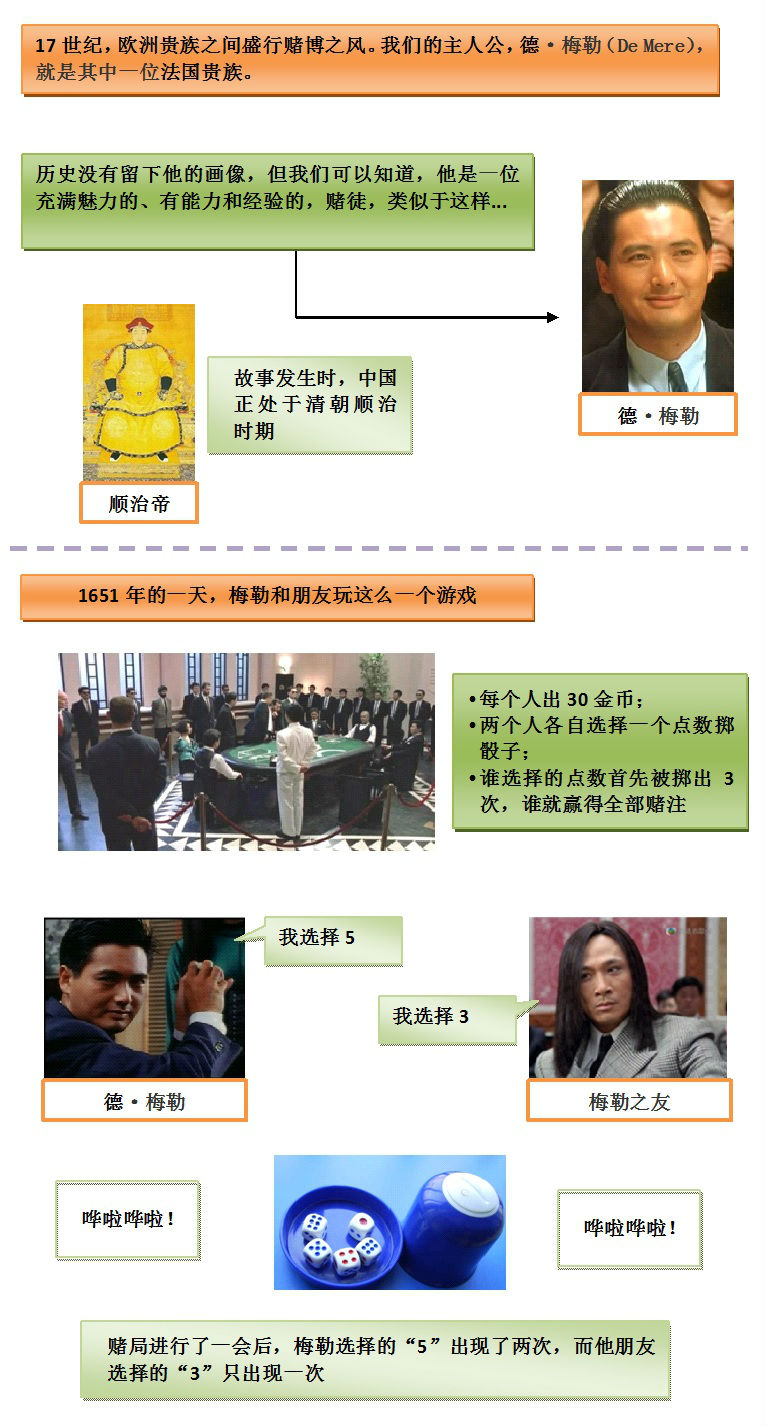 17世纪，欧洲贵族之间盛行赌博之风。我们的主人公，德·梅勒（De Mere），
就是其中一位法国贵族。
历史没有留下他的画像，但我们可以知道，他是一位
充满魅力的、有能力和经验的，赌徒，类似于这样...
故事发生时，中国
正处于清朝顺治
时期
德·梅勒
顺治帝
1651年的一天，梅勒和朋友玩这么一个游戏
•每个人出30金币；
•两个人各自选择一个点数掷
骰子；
•谁选择的点数首先被掷出 3
次，谁就赢得全部赌注
我选择5
我选择3
德·梅勒
梅勒之友
哗啦哗啦！
哗啦哗啦！
赌局进行了一会后，梅勒选择的“5”出现了两次，而他朋友
选择的“3”只出现一次